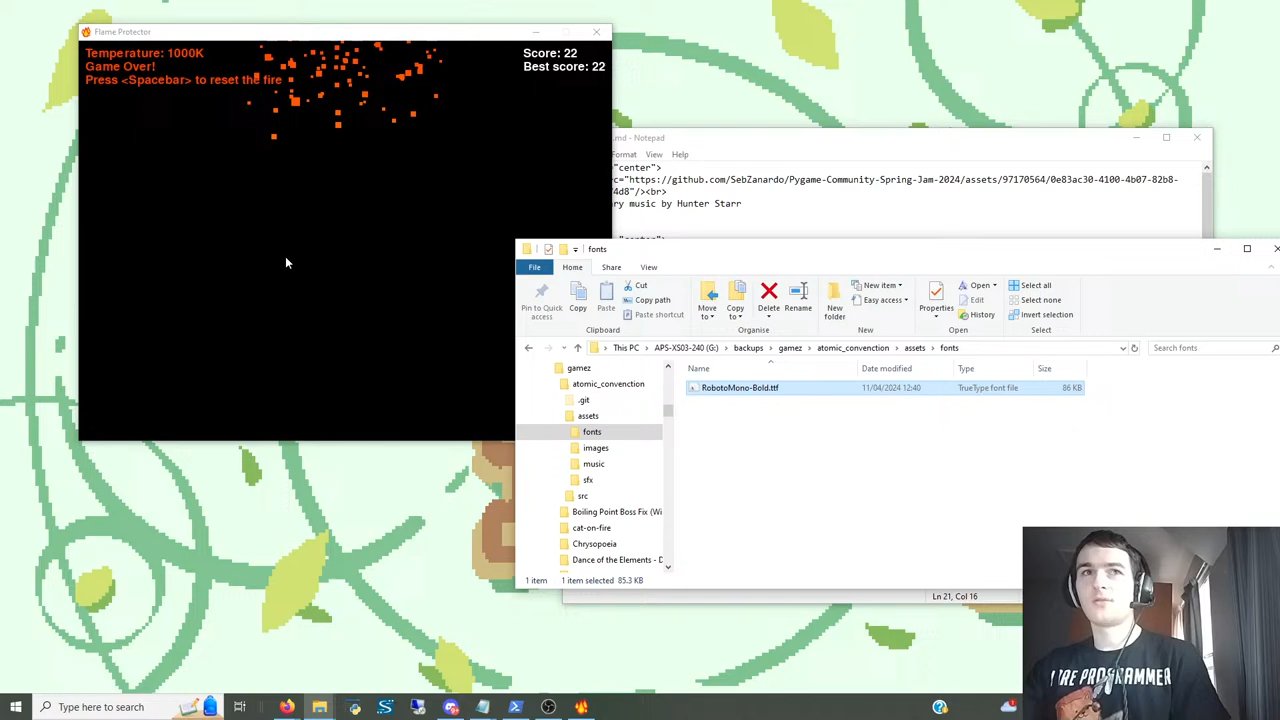 Flame Protector
Temperature: 1000K
Game Over!
Press <Spacebar> to reset the fire
Score: 22
Best score: 22
.md - Notepad
Format View Help
"center">
c="https://github.com/SebZanardo/Pygame-Community-Spring-Jam-2024/assets/97170564/0e83ac30-4100-4b07-82b8-
4d8"/><br>
ry music by Hunter Starr
fonts
File Home Share View
Pin to Quick access
Copy
Paste
Cut
Copy path
Paste shortcut
Clipboard
Move to
Copy to
Delete
Rename
Organise
New folder
New item
Easy access
New
Properties
Open
Edit
History
Open
Select all
Select none
Invert selection
Select
This PC > APS-XS03-240 (G:) > backups > gamez > atomic_convention > assets > fonts
Search fonts
gamez
atomic_convention
.git
assets
fonts
images
music
sfx
src
Boiling Point Boss Fix (Wi
cat-on-fire
Chrysopoeia
Dance of the Elements - D
Name Date modified Type Size
RobotoMono-Bold.ttf 11/04/2024 12:40 TrueType font file 86 KB
1 item 1 item selected 85.3 KB
Ln 21, Col 16
Type here to search
PROGRAMMER